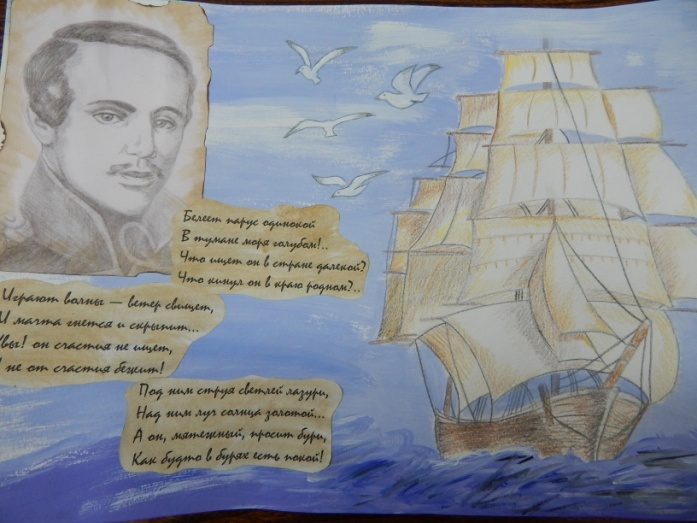 Белеет парус одинокой
В тумане моря голубом!..
Что ищет он в стране далекой?
Что кинул он в краю родном?..
Играют волны — ветер свищет,
И мачта гнется и скрыпит...
Увы! он счастия не ищет,
И не от счастия бежит!
Под ним струя светлей лазури,
Над ним луч солнца золотой...
А он, мятежный, просит бури,
Как будто в бурях есть покой!